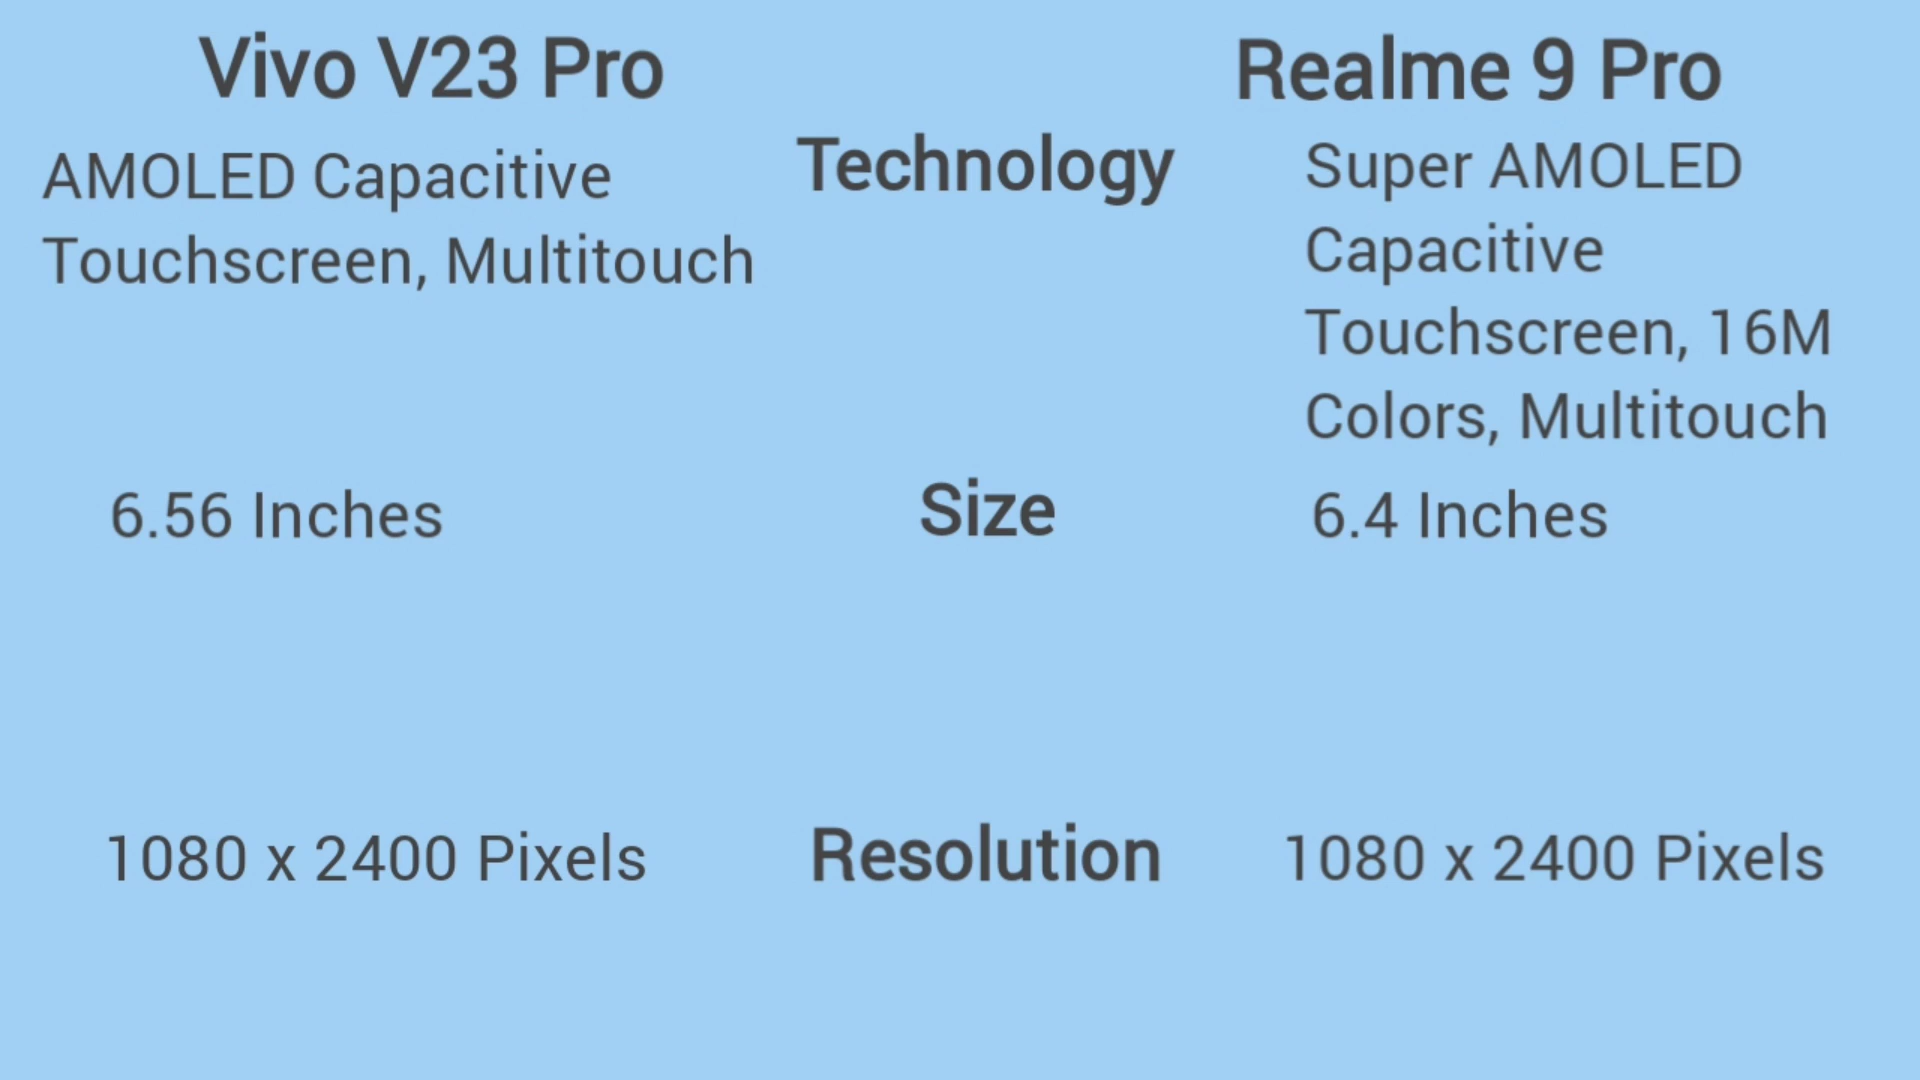 Vivo V23 Pro
Realme 9 Pro
AMOLED Capacitive
Touchscreen, Multitouch
Technology
Super AMOLED
Capacitive
Touchscreen, 16M
Colors, Multitouch
6.56 Inches
Size
6.4 Inches
1080 x 2400 Pixels
Resolution
1080 x 2400 Pixels